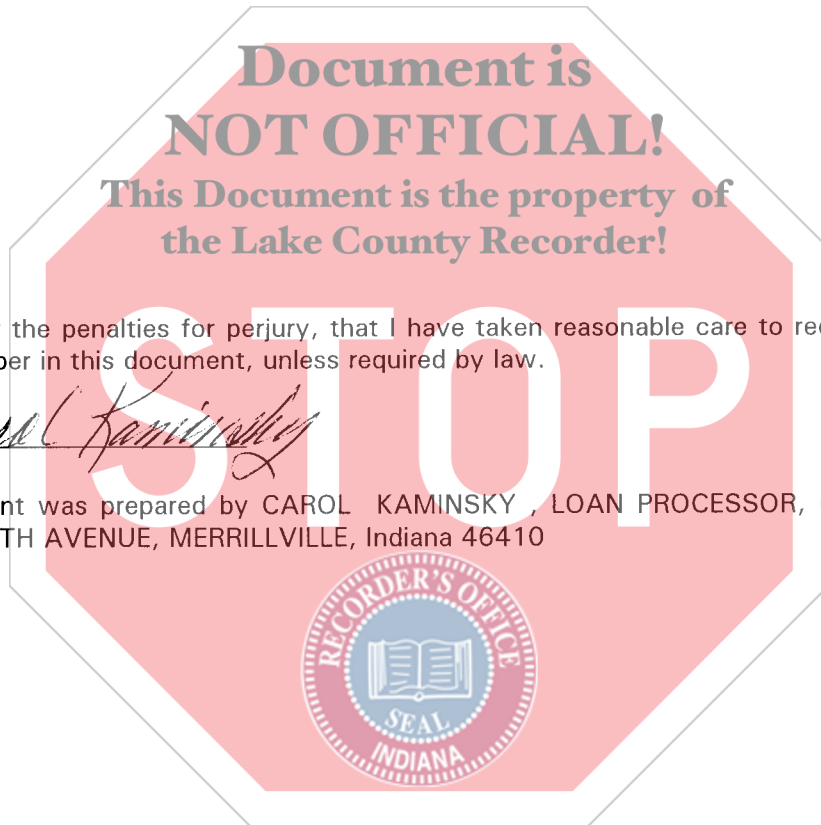 Document is
NOT OFFICIAL!
This Document is the property of
the Lake County Recorder!
the penalties for perjury, that I have taken reasonable care to
in this document, unless required by law.
Kaminsky
STOP
nt was prepared by CAROL KAMINSKY , LOAN PROCESSOR,
TH AVENUE, MERRILLVILLE, Indiana 46410
RECORDER'S OFFICE
SEAL
INDIANA